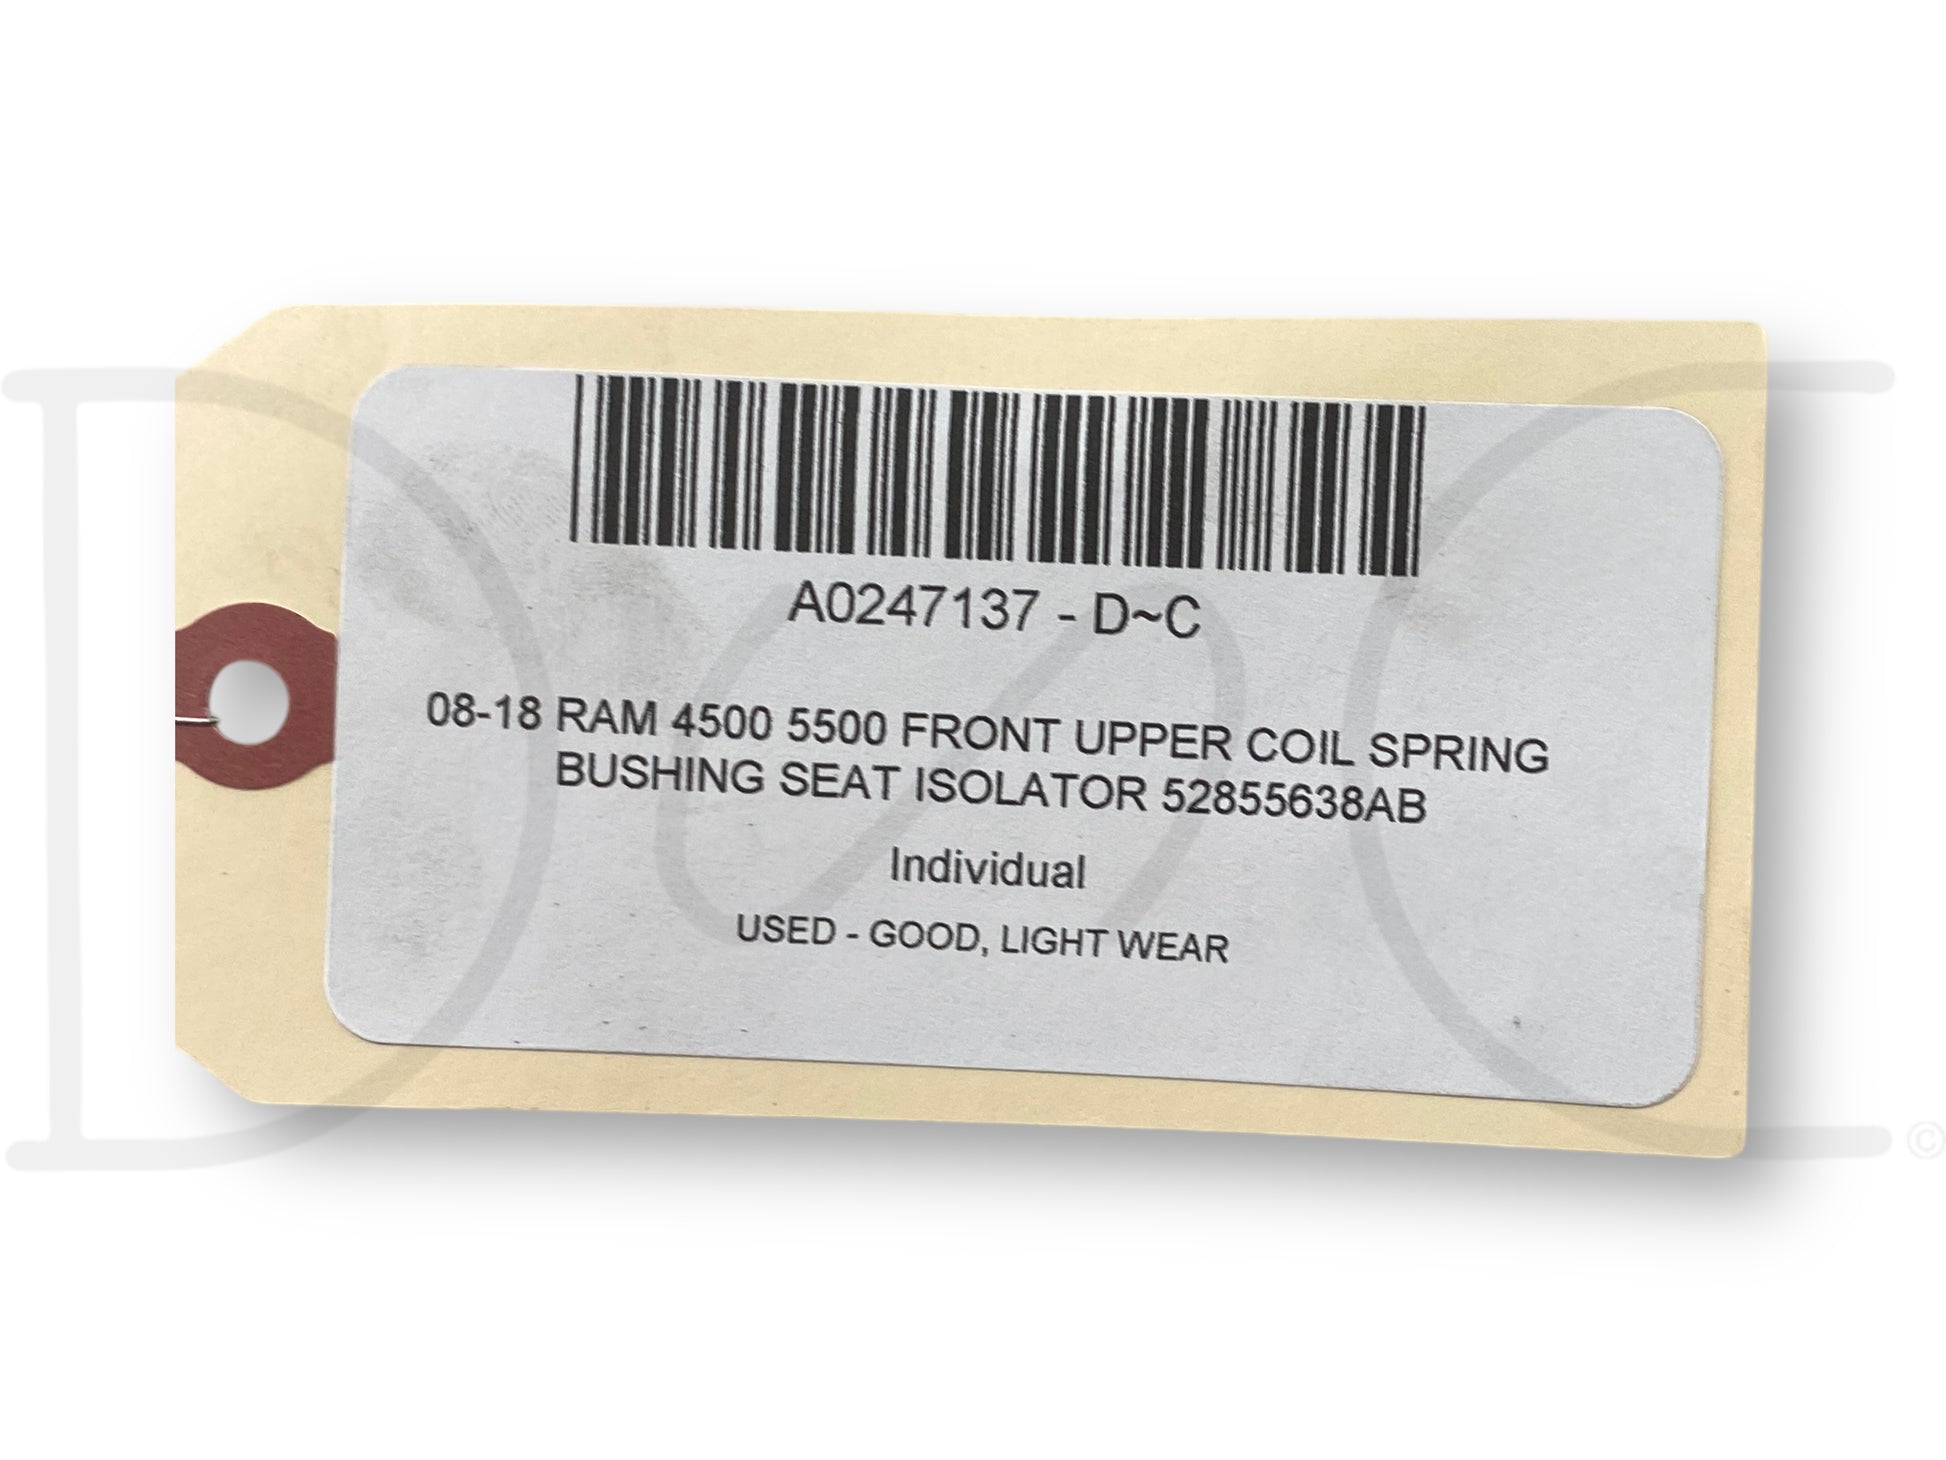 A0247137 - D~C
08-18 RAM 4500 5500 FRONT UPPER COIL SPRING
BUSHING SEAT ISOLATOR 52855638AB
Individual
USED - GOOD, LIGHT WEAR
D&C
©